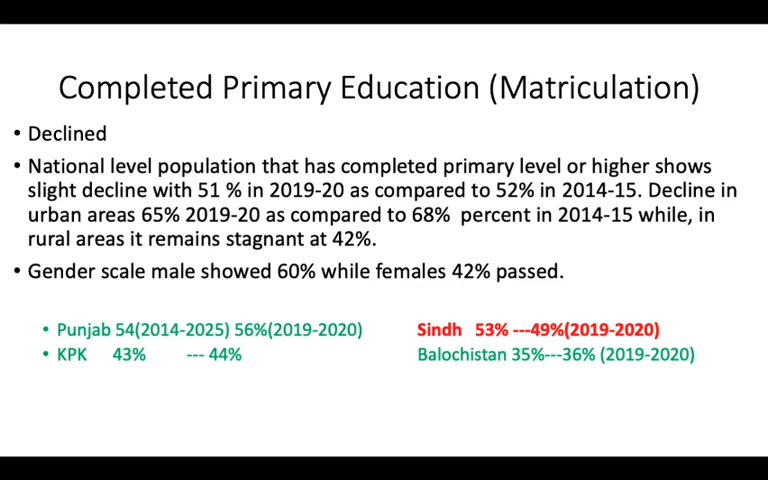 Completed Primary Education (Matriculation)
• Declined
• National level population that has completed primary level or higher shows
slight decline with 51 % in 2019-20 as compared to 52% in 2014-15. Decline in
urban areas 65% 2019-20 as compared to 68%  percent in 2014-15 while, in
rural areas it remains stagnant at 42%.
• Gender scale male showed 60% while females 42% passed.
• Punjab 54(2014-2025) 56%(2019-2020)
• KPK 43% --- 44%
Sindh 53% ---49%(2019-2020)
Balochistan 35%---36% (2019-2020)